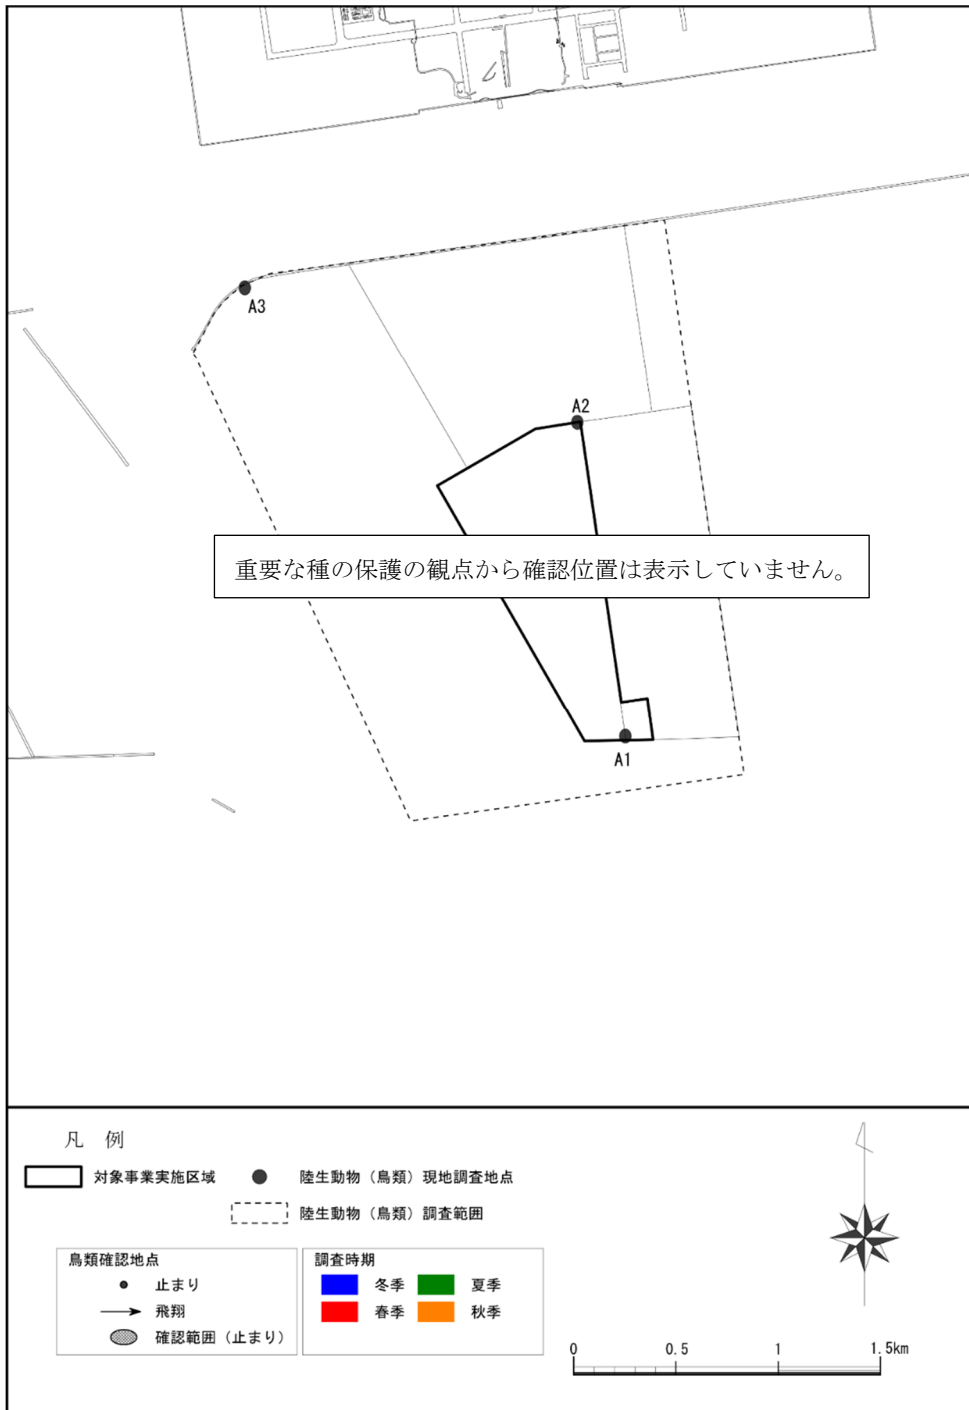 A3
A2
重要な種の保護の観点から確認位置は表示していません。
A1
凡 例
対象事業実施区域
陸生動物（鳥類）現地調査地点
陸生動物（鳥類）調査範囲
鳥類確認地点
止まり
飛翔
確認範囲（止まり）
調査時期
冬季
夏季
春季
秋季
0 0.5 1 1.5km